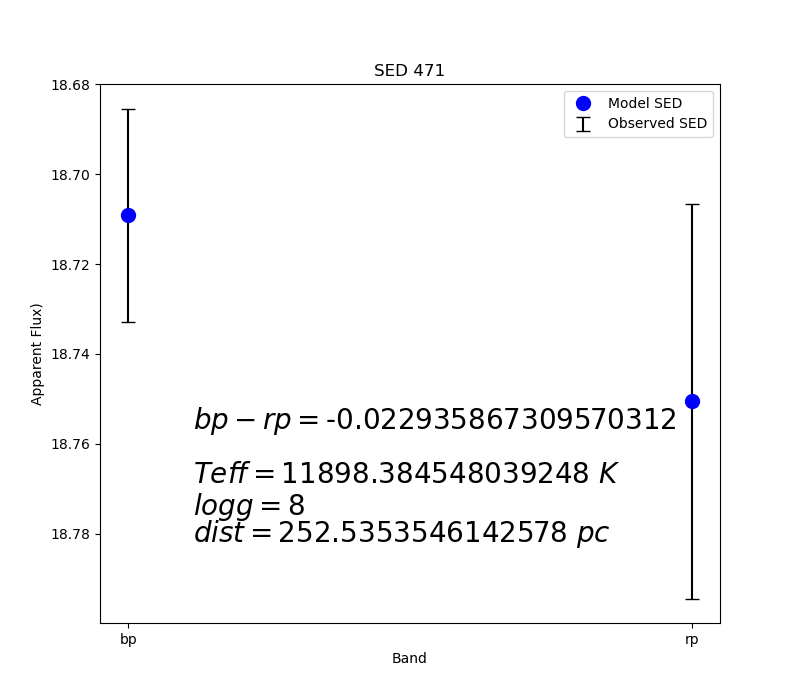 SED 471
Model SED
Observed SED
18.68
18.70
18.72
18.74
18.76
18.78
Apparent Flux)
bp − rp = -0.022935867309570312
Teff = 11898.384548039248 K
logg = 8
dist = 252.5353546142578 pc
bp
rp
Band